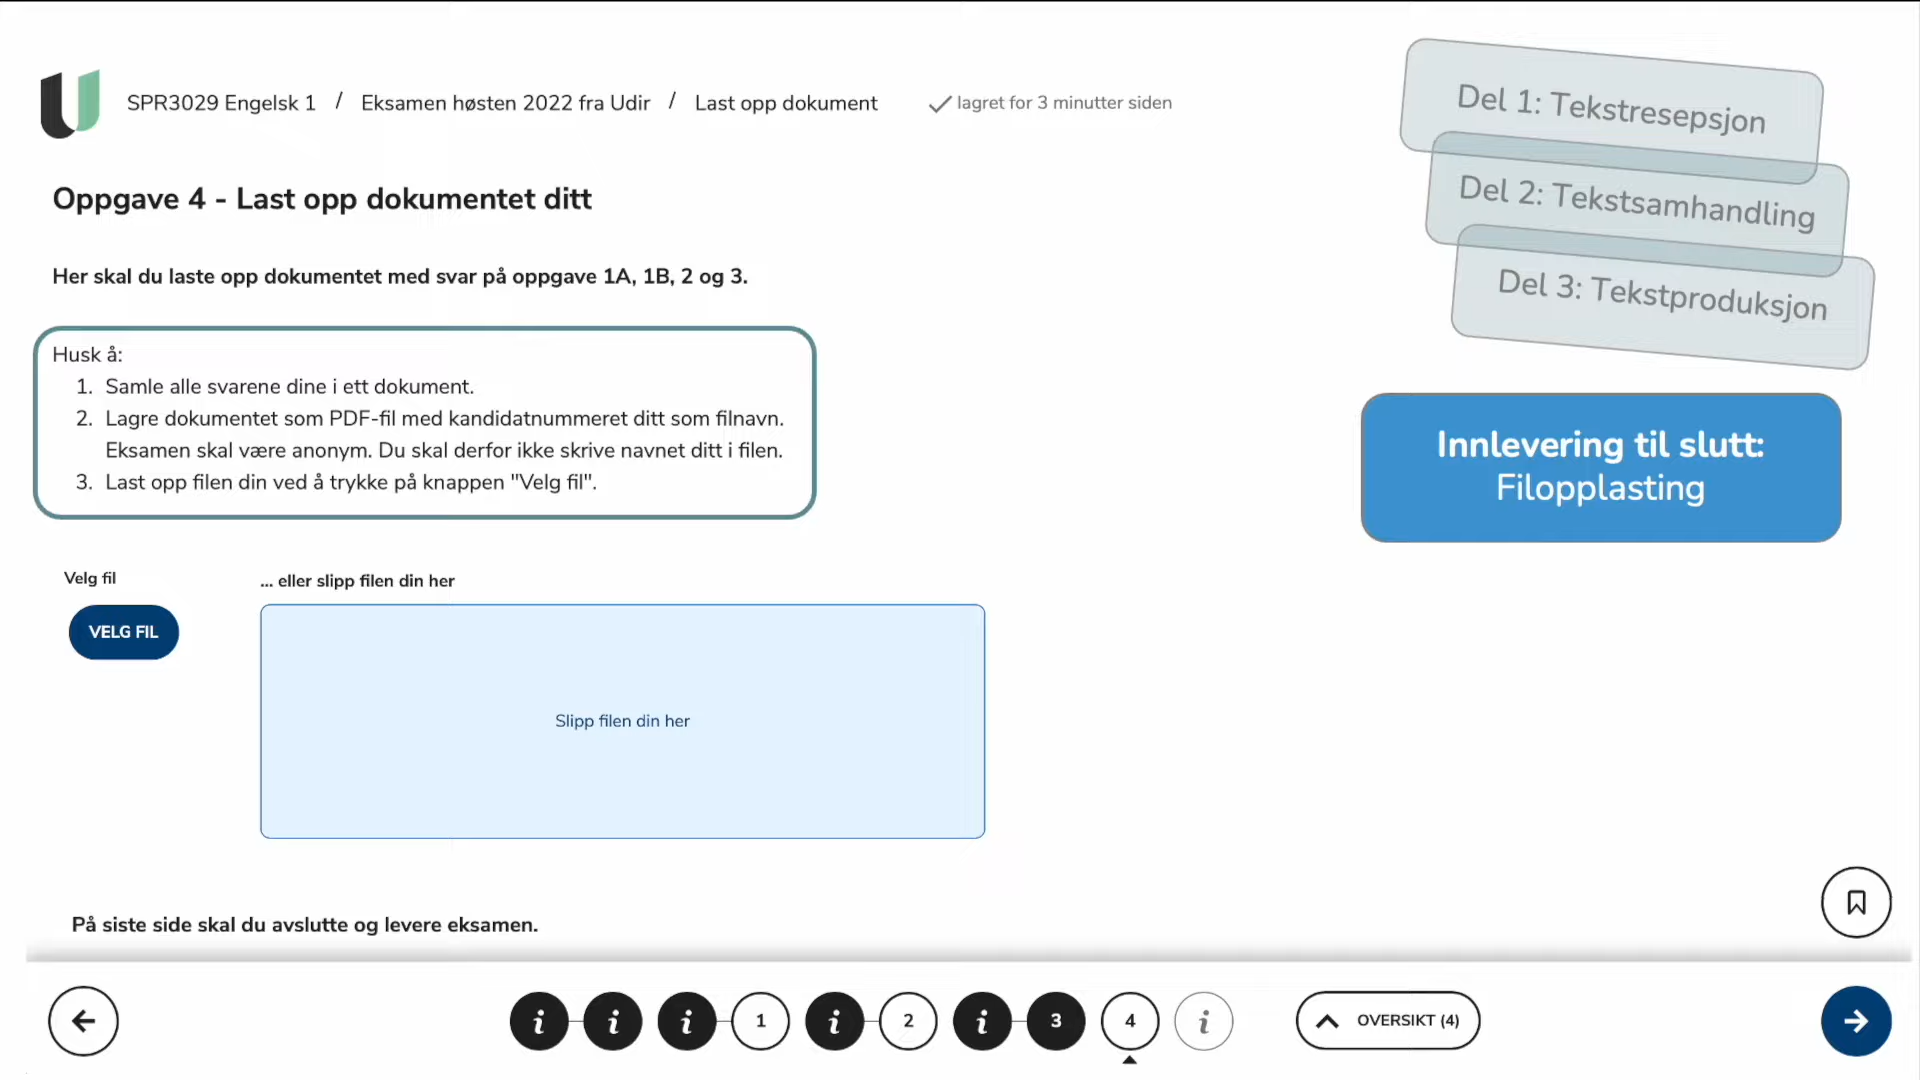 SPR3029 Engelsk 1 / Eksamen høsten 2022 fra Udir / Last opp dokument
lagret for 3 minutter siden
Del 1: Tekstresepsjon
Del 2: Tekstsamhandling
Del 3: Tekstproduksjon
Innlevering til slutt:
Filopplasting
Oppgave 4 - Last opp dokumentet ditt
Her skal du laste opp dokumentet med svar på oppgave 1A, 1B, 2 og 3.
Husk å:
1. Samle alle svarene dine i ett dokument.
2. Lagre dokumentet som PDF-fil med kandidatnummeret ditt som filnavn.
Eksamen skal være anonym. Du skal derfor ikke skrive navnet ditt i filen.
3. Last opp filen din ved å trykke på knappen "Velg fil".
Velg fil
... eller slipp filen din her
VELG FIL
Slipp filen din her
På siste side skal du avslutte og levere eksamen.
i i i 1 i 2 i 3 4 i
OVERSIKT (4)